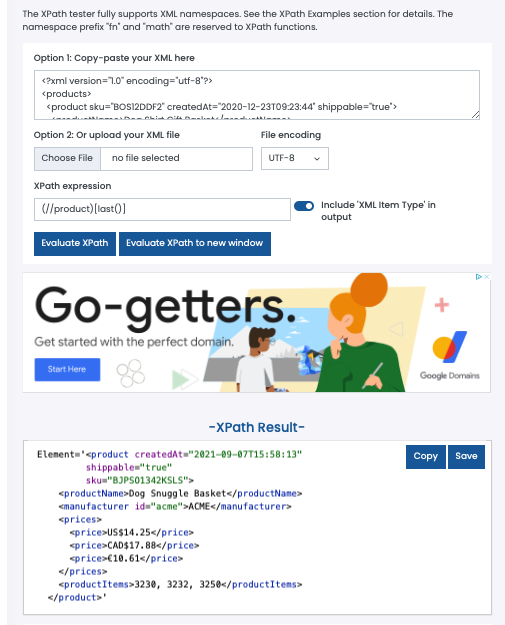 The XPath tester fully supports XML namespaces. See the XPath Examples section for details. The
namespace prefix "fn" and "math" are reserved to XPath functions.
Option 1: Copy-paste your XML here
<?xml version="1.0" encoding="utf-8"?>
<products>
<product sku="BOS12DDF2" createdAt="2020-12-23T09:23:44" shippable="true">
<productName>Dog Shirt Gift Basket</productName>
Option 2: Or upload your XML file
File encoding
Choose File
no file selected
UTF-8
XPath expression
(//product)[last()]
Include 'XML Item Type' in
output
Evaluate XPath
Evaluate XPath to new window
Go-getters.
Get started with the perfect domain.
Start Here
Google Domains
-XPath Result-
Copy
Save
Element='<product createdAt="2021-09-07T15:58:13"
shippable="true"
sku="BJPSO1342KSLS">
<productName>Dog Snuggle Basket</productName>
<manufacturer id="acme">ACME</manufacturer>
<prices>
<price>US$14.25</price>
<price>CAD$17.88</price>
<price>€10.61</price>
</prices>
<productItems>3230, 3232, 3250</productItems>
</product>'